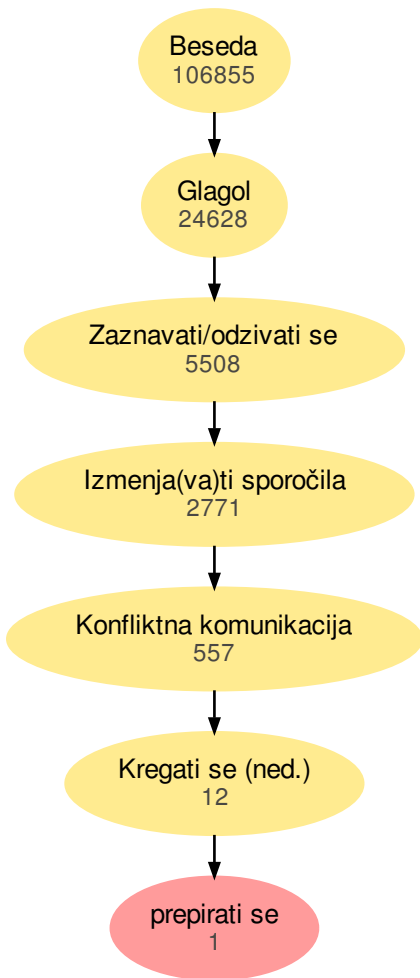 Beseda
106855
Glagol
24628
Zaznavati/odzivati se
5508
Izmenja(va)ti sporočila
2771
Konfliktna komunikacija
557
Kregati se (ned.)
12
prepirati se
1